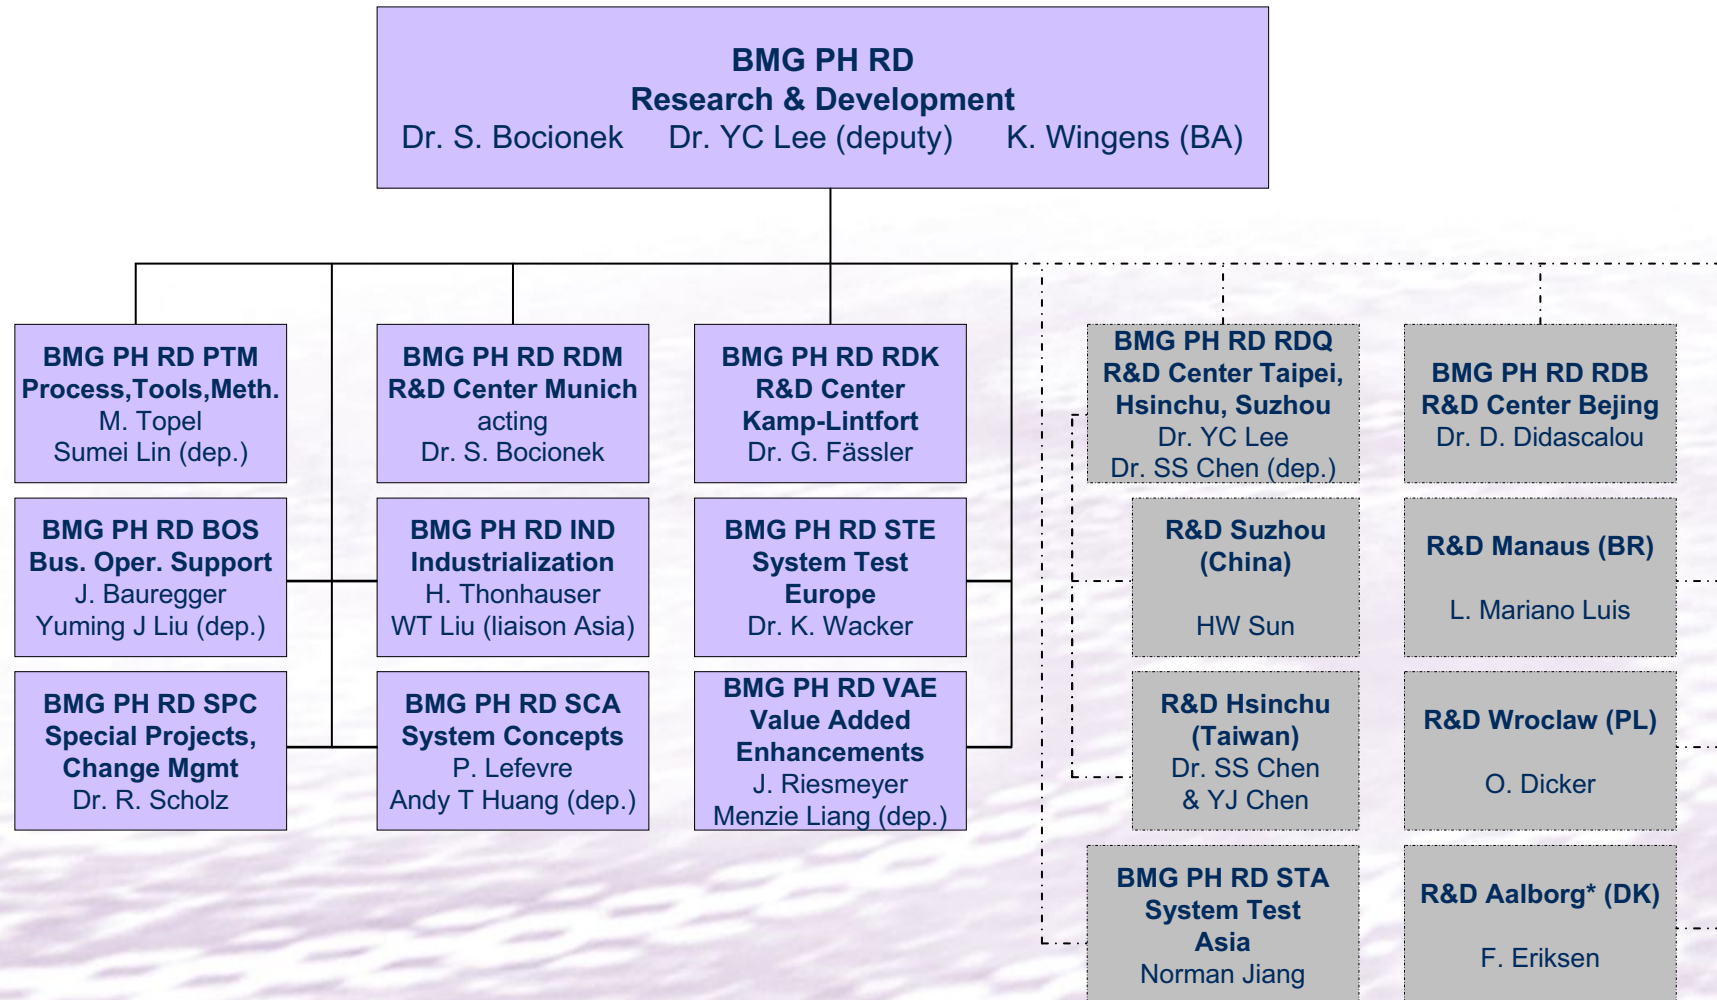 BMG PH RD
Research & Development
Dr. S. Bocionek Dr. YC Lee (deputy) K. Wingens (BA)
BMG PH RD PTM
Process,Tools,Meth.
M. Topel
Sumei Lin (dep.)
BMG PH RD RDM
R&D Center Munich
acting
Dr. S. Bocionek
BMG PH RD RDK
R&D Center
Kamp-Lintfort
Dr. G. Fässler
BMG PH RD RDQ
R&D Center Taipei,
Hsinchu, Suzhou
Dr. YC Lee
Dr. SS Chen (dep.)
BMG PH RD RDB
R&D Center Bejing
Dr. D. Didascalou
BMG PH RD BOS
Bus. Oper. Support
J. Bauregger
Yuming J Liu (dep.)
BMG PH RD IND
Industrialization
H. Thonhauser
WT Liu (liaison Asia)
BMG PH RD STE
System Test
Europe
Dr. K. Wacker
R&D Suzhou
(China)
HW Sun
R&D Manaus (BR)
L. Mariano Luis
BMG PH RD SPC
Special Projects,
Change Mgmt
Dr. R. Scholz
BMG PH RD SCA
System Concepts
P. Lefevre
Andy T Huang (dep.)
BMG PH RD VAE
Value Added
Enhancements
J. Riesmeyer
Menzie Liang (dep.)
R&D Hsinchu
(Taiwan)
Dr. SS Chen
& YJ Chen
R&D Wroclaw (PL)
O. Dicker
BMG PH RD STA
System Test
Asia
Norman Jiang
R&D Aalborg* (DK)
F. Eriksen